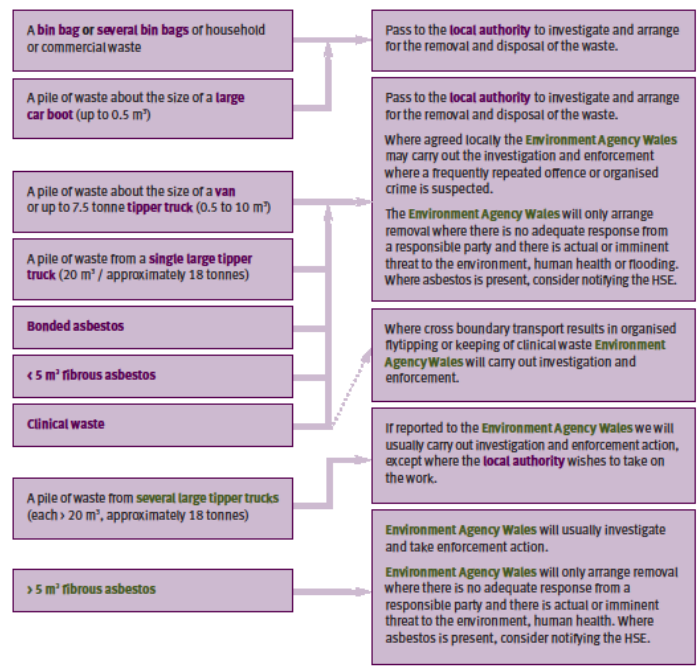 A bin bag or several bin bags of household
or commercial waste
A pile of waste about the size of a large
car boot (up to 0.5 m³)
A pile of waste about the size of a van
or up to 7.5 tonne tipper truck (0.5 to 10 m³)
A pile of waste from a single large tipper
truck (20 m³ / approximately 18 tonnes)
Bonded asbestos
< 5 m³ fibrous asbestos
Clinical waste
A pile of waste from several large tipper trucks
(each > 20 m³, approximately 18 tonnes)
> 5 m³ fibrous asbestos
Pass to the local authority to investigate and arrange
for the removal and disposal of the waste.
Pass to the local authority to investigate and arrange
for the removal and disposal of the waste.
Where agreed locally the Environment Agency Wales
may carry out the investigation and enforcement
where a frequently repeated offence or organised
crime is suspected.
The Environment Agency Wales will only arrange
removal where there is no adequate response from
a responsible party and there is actual or imminent
threat to the environment, human health or flooding.
Where asbestos is present, consider notifying the HSE.
Where cross boundary transport results in organised
flytipping or keeping of clinical waste Environment
Agency Wales will carry out investigation and
enforcement.
If reported to the Environment Agency Wales we will
usually carry out investigation and enforcement action,
except where the local authority wishes to take on
the work.
Environment Agency Wales will usually investigate
and take enforcement action.
Environment Agency Wales will only arrange removal
where there is no adequate response from a
responsible party and there is actual or imminent
threat to the environment, human health. Where
asbestos is present, consider notifying the HSE.